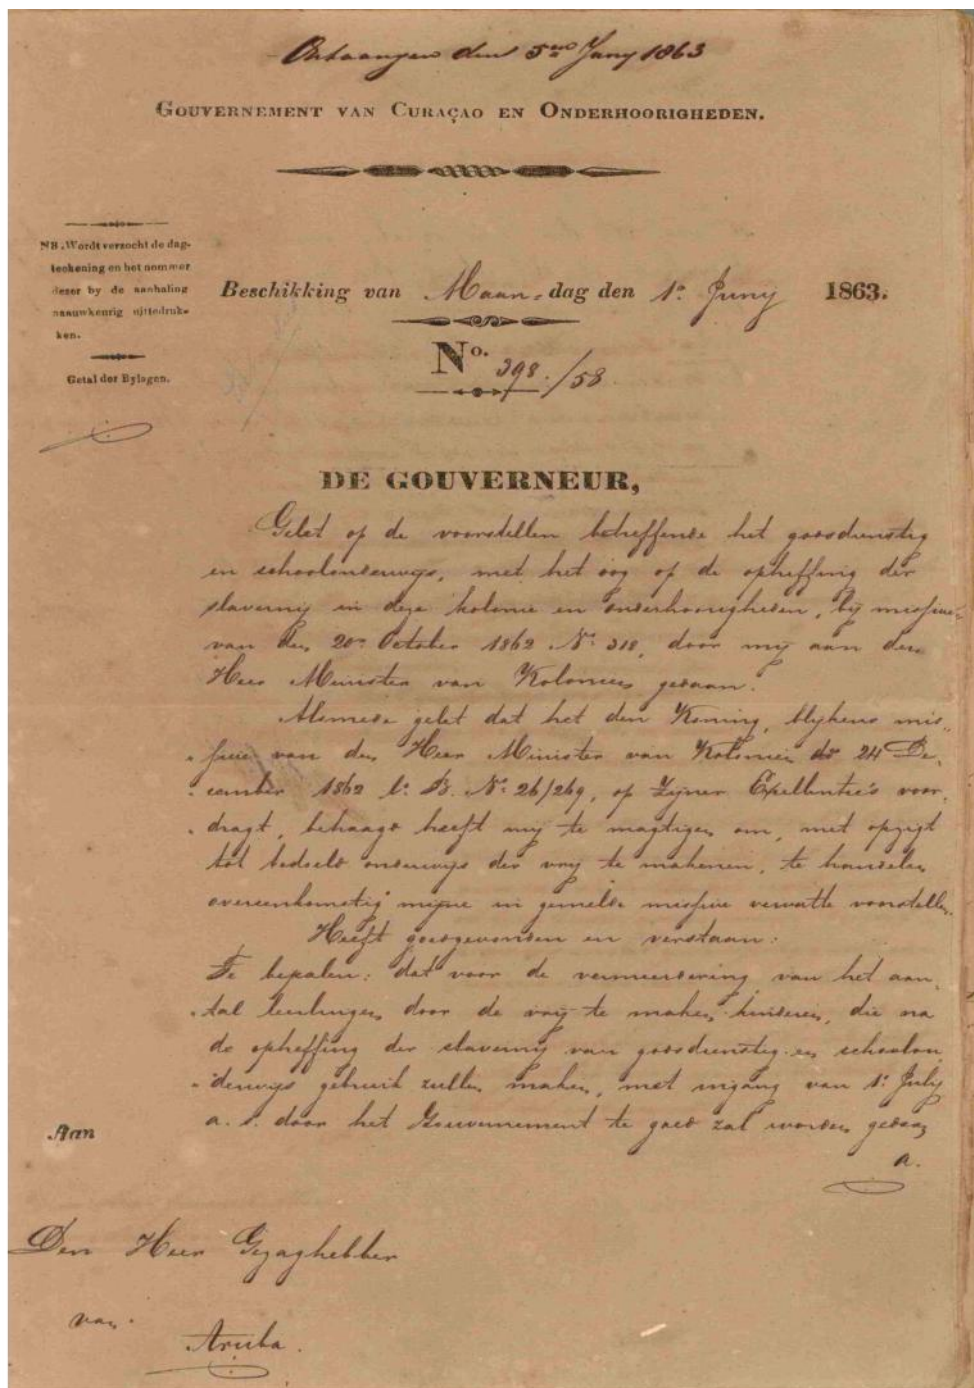 Ontvangen den 5en Juny 1863
GOUVERNEMENT VAN CURAÇAO EN ONDERHOORIGHEDEN.
NB. Wordt verzocht de dag-
teekening en het nommer
dezer by de aanhaling
naauwkeurig uittedruk-
ken.
Getal der Bylagen.
Beschikking van Maan-dag den 1n Juny 1863.
No. 398./58.
DE GOUVERNEUR,
Gelet op de voorstellen betreffende het godsdienstig
en schoolonderwijs, met het oog op de opheffing der
slavernij in deze kolonie en onderhoorigheden, bij missive
van den 20n October 1862 No 318, door mij aan den
Heer Minister van Kolonien gedaan.
Alsmede gelet dat het den Koning, blijkens mis-
sive van den Heer Minister van Kolonien dd 24 De-
cember 1862 La B. No 26/269, op Zijner Excellentie's voor-
dragt, behaagd heeft mij te magtigen om, met opzigt
tot bedoeld onderwijs der vrij te makenen, te handelen
overeenkomstig mijne in gemelde missive vervatte voorstellen.
Heeft goedgevonden en verstaan:
Te bepalen: dat voor de vermeerdering van het aan-
tal leerlingen door de vrij te maken kinderen, die na
de opheffing der slavernij van godsdienstig en schoolon-
derwijs gebruik zullen maken, met ingang van 1n July
a. s. door het Gouvernement te goed zal worden gedaan
a.
Aan
Den Heer Gezaghebber
van
Aruba.